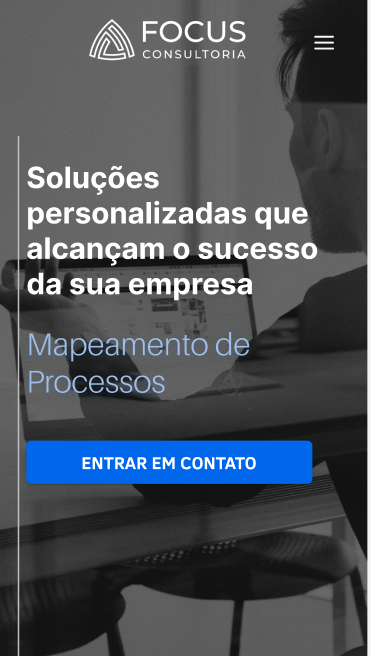 FOCUS
CONSULTORIA
Soluções
personalizadas que
alcançam o sucesso
da sua empresa
Mapeamento de
Processos
ENTRAR EM CONTATO